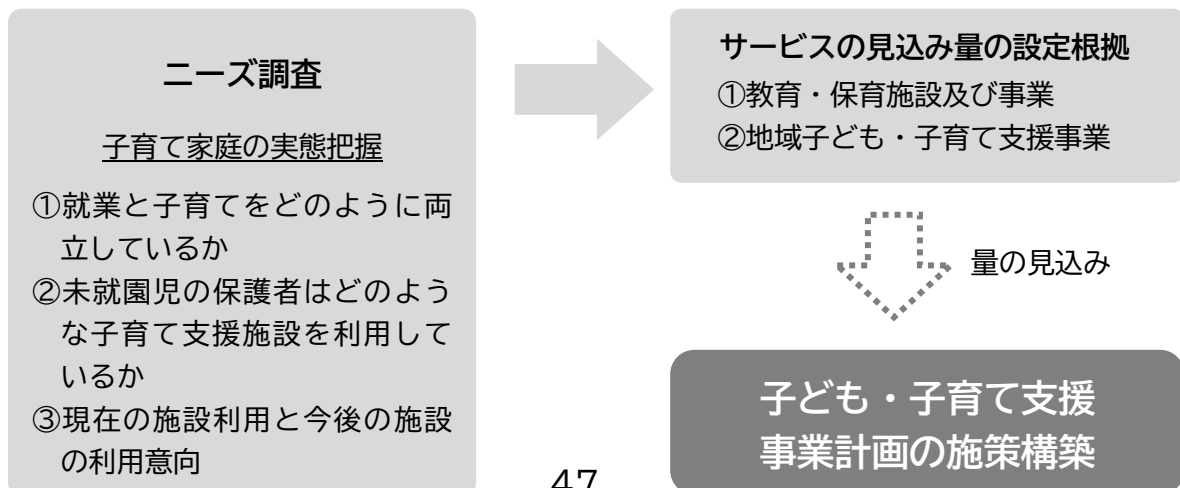 ニーズ調査
子育て家庭の実態把握
①就業と子育てをどのように両
立しているか
②未就園児の保護者はどのよう
な子育て支援施設を利用して
いるか
③現在の施設利用と今後の施設
の利用意向
サービスの見込み量の設定根拠
①教育・保育施設及び事業
②地域子ども・子育て支援事業
量の見込み
子ども・子育て支援
事業計画の施策構築
47